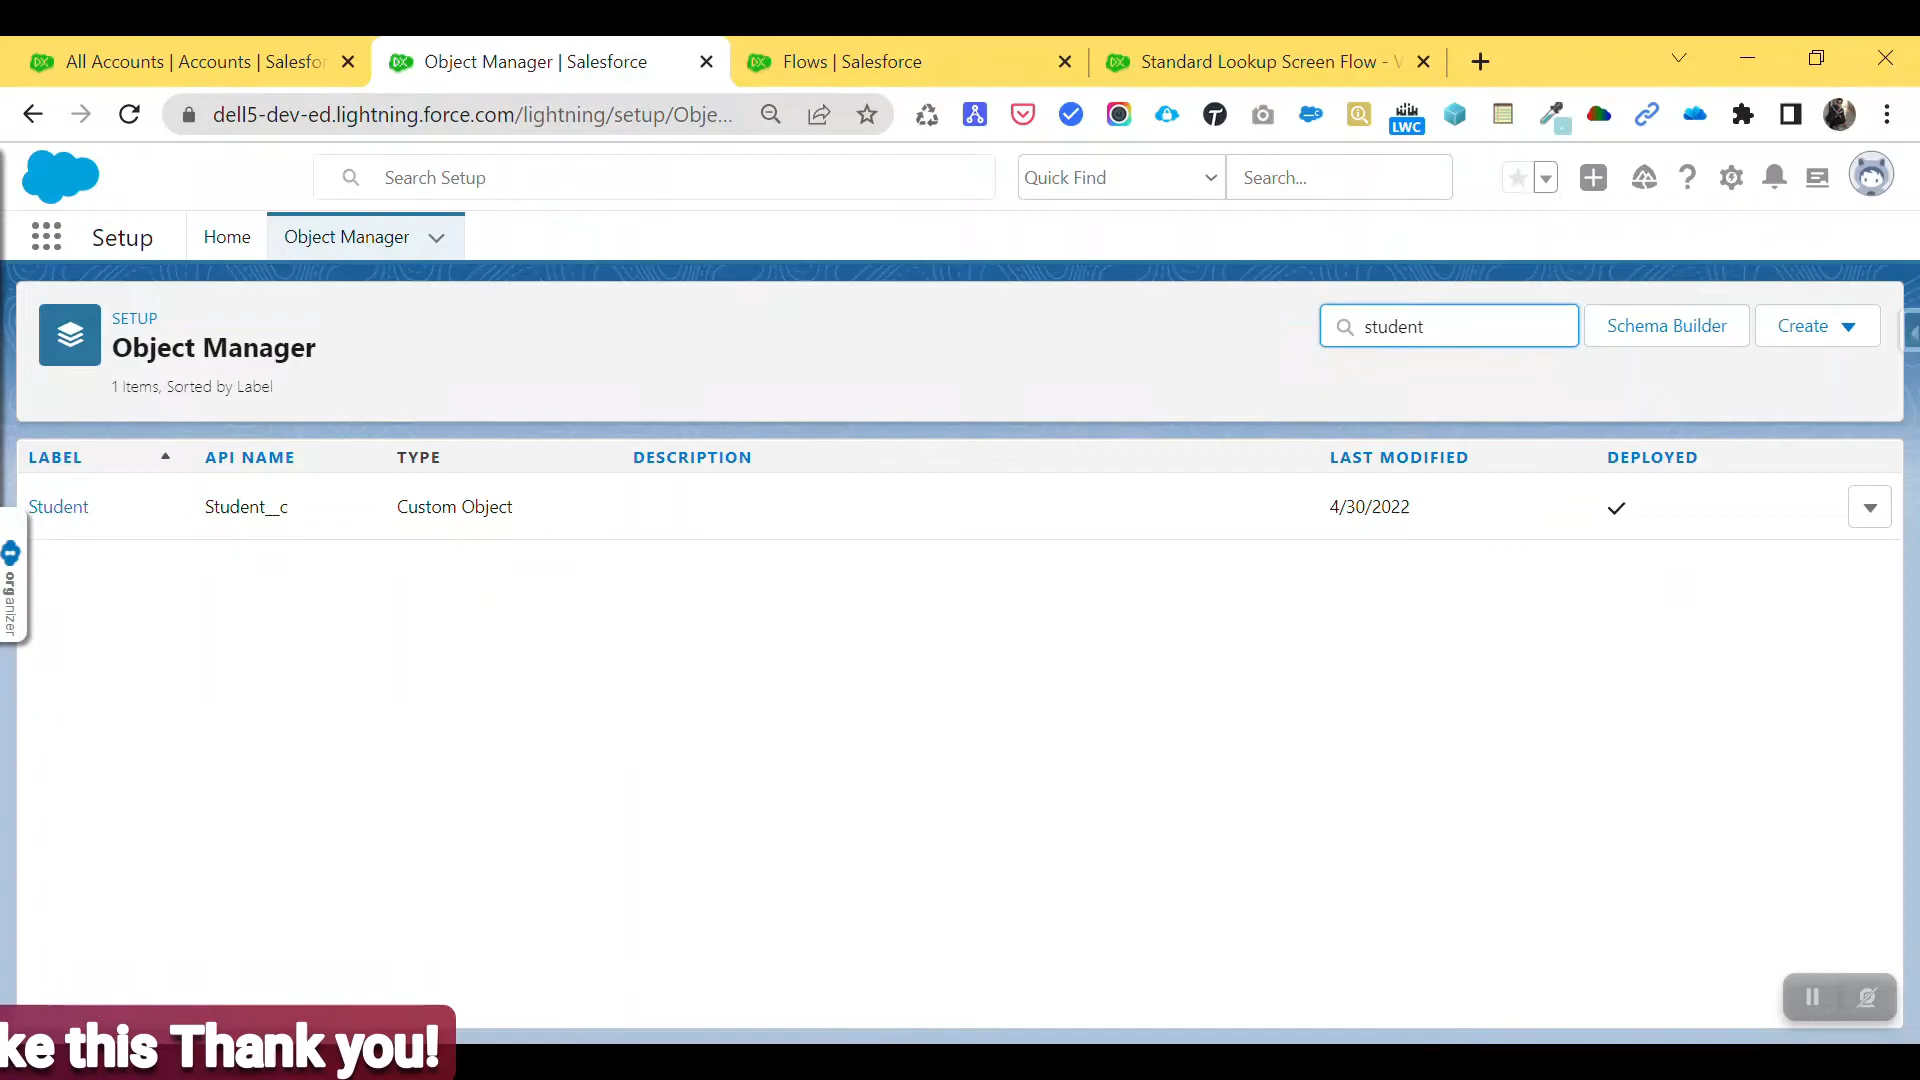 All Accounts | Accounts | Salesfor
Object Manager | Salesforce
Flows | Salesforce
Standard Lookup Screen Flow - V
dell5-dev-ed.lightning.force.com/lightning/setup/Obje...
LWC
Search Setup
Quick Find
Search...
Setup
Home
Object Manager
SETUP
Object Manager
1 Items, Sorted by Label
student
Schema Builder
Create
LABEL
API NAME
TYPE
DESCRIPTION
LAST MODIFIED
DEPLOYED
Student
Student__c
Custom Object
4/30/2022
organizer
ke this Thank you!